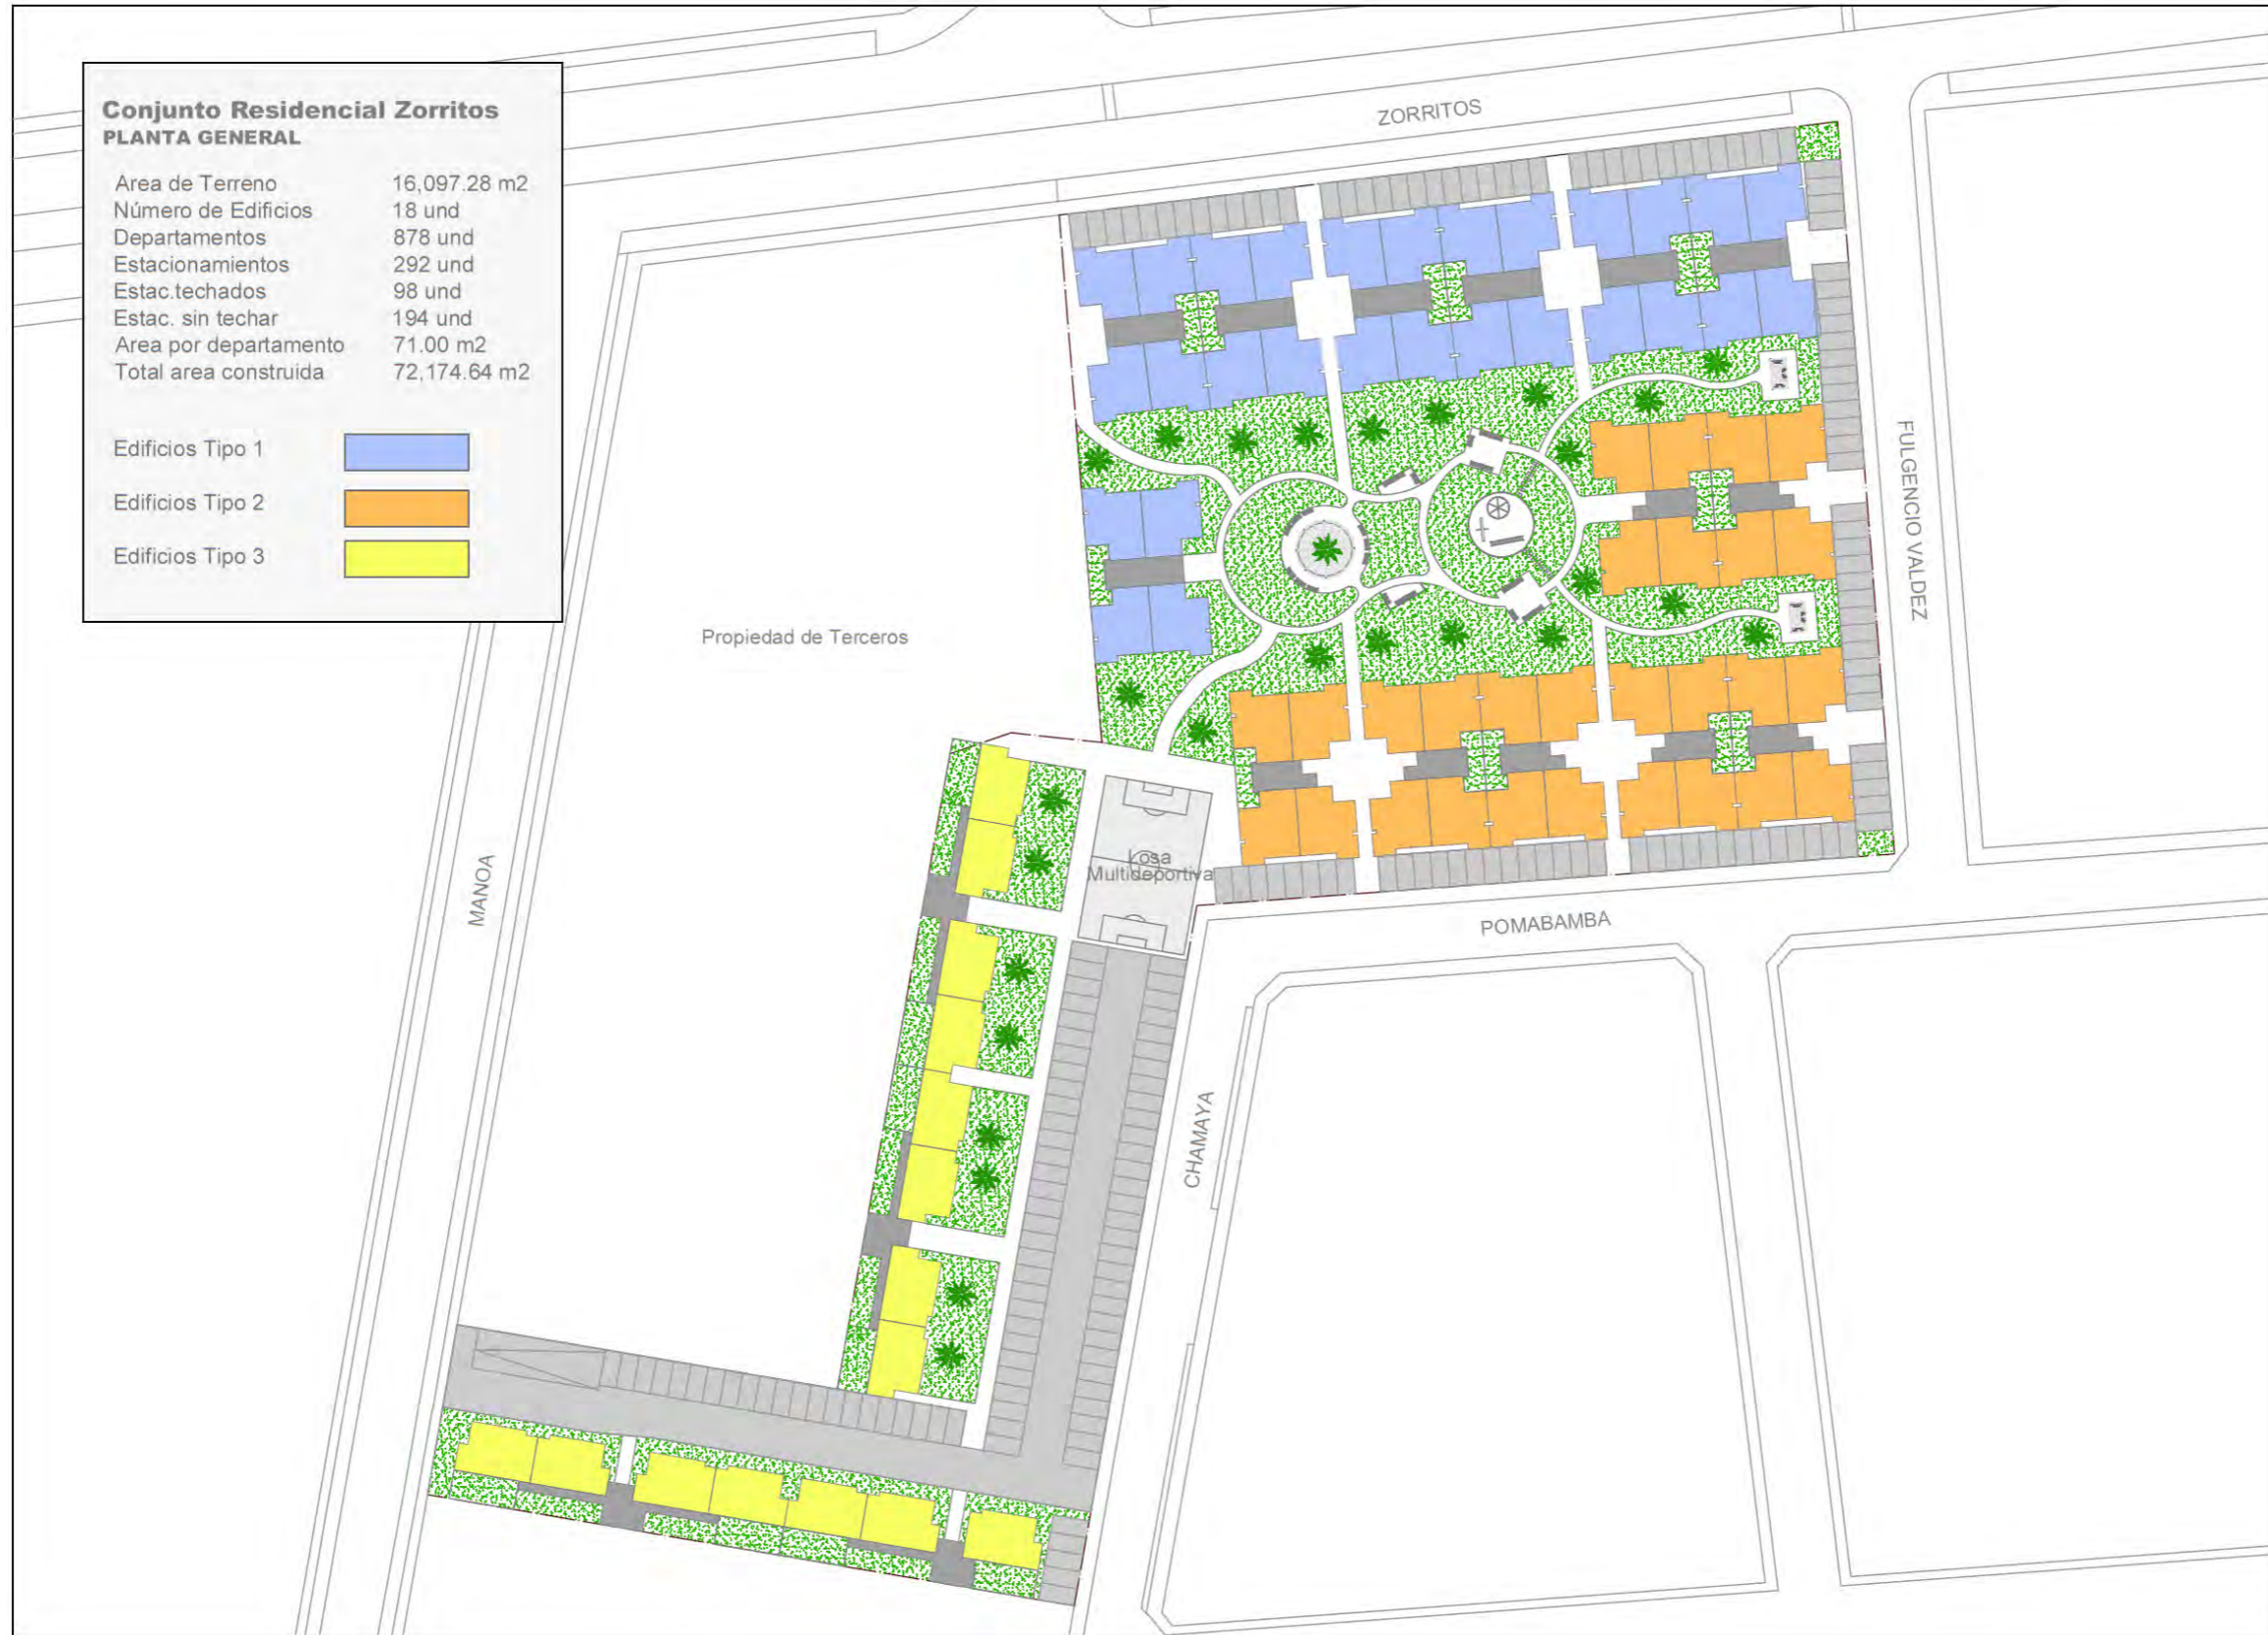 Conjunto Residencial Zorritos
PLANTA GENERAL
Area de Terreno 16,097.28 m2
Número de Edificios 18 und
Departamentos 878 und
Estacionamientos 292 und
Estac.techados 98 und
Estac. sin techar 194 und
Area por departamento 71.00 m2
Total area construida 72,174.64 m2
Edificios Tipo 1
Edificios Tipo 2
Edificios Tipo 3
ZORRITOS
FULGENCIO VALDEZ
Propiedad de Terceros
MANOA
Losa
Multideportiva
POMABAMBA
CHAMAYA